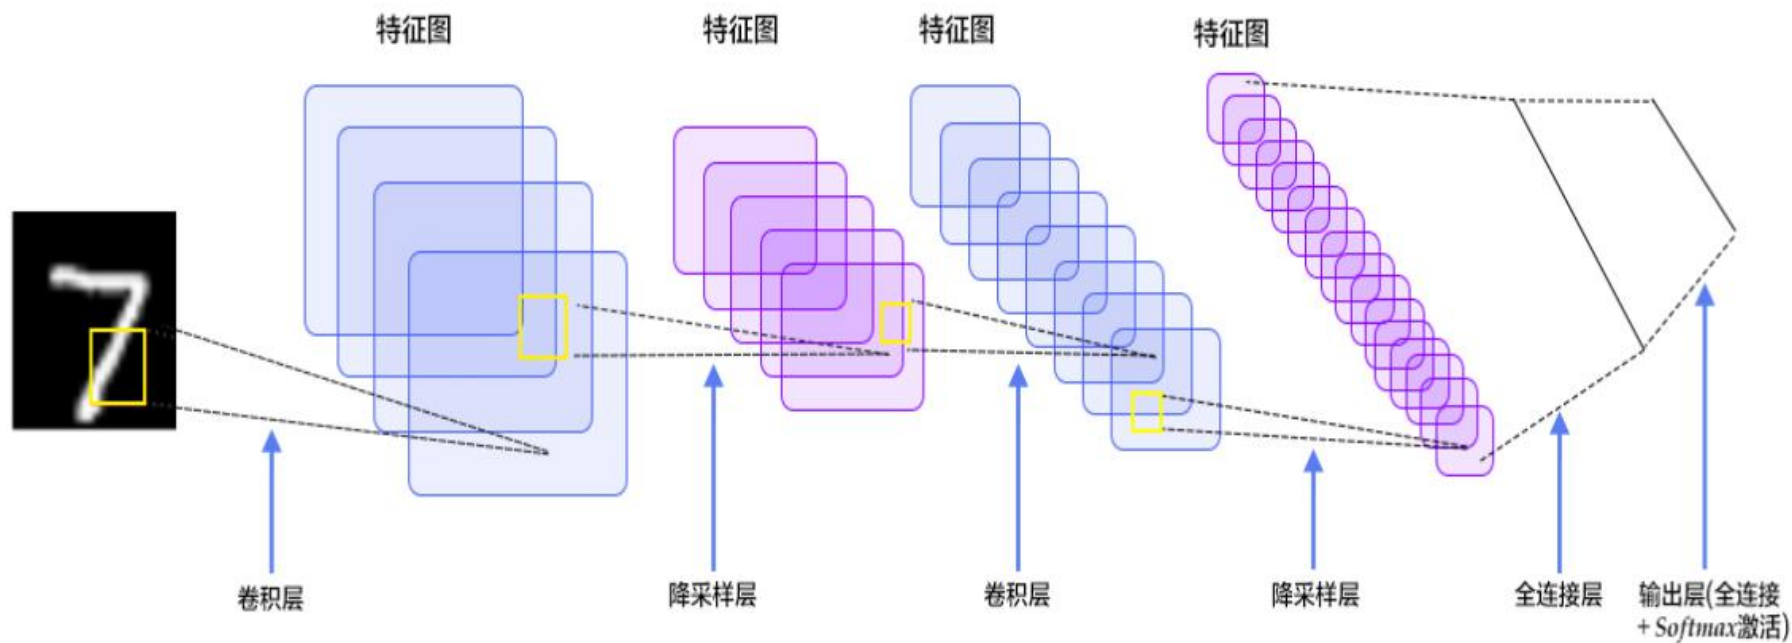 特征图
特征图
特征图
特征图
卷积层
降采样层
卷积层
降采样层
全连接层
输出层(全连接
+ Softmax激活)